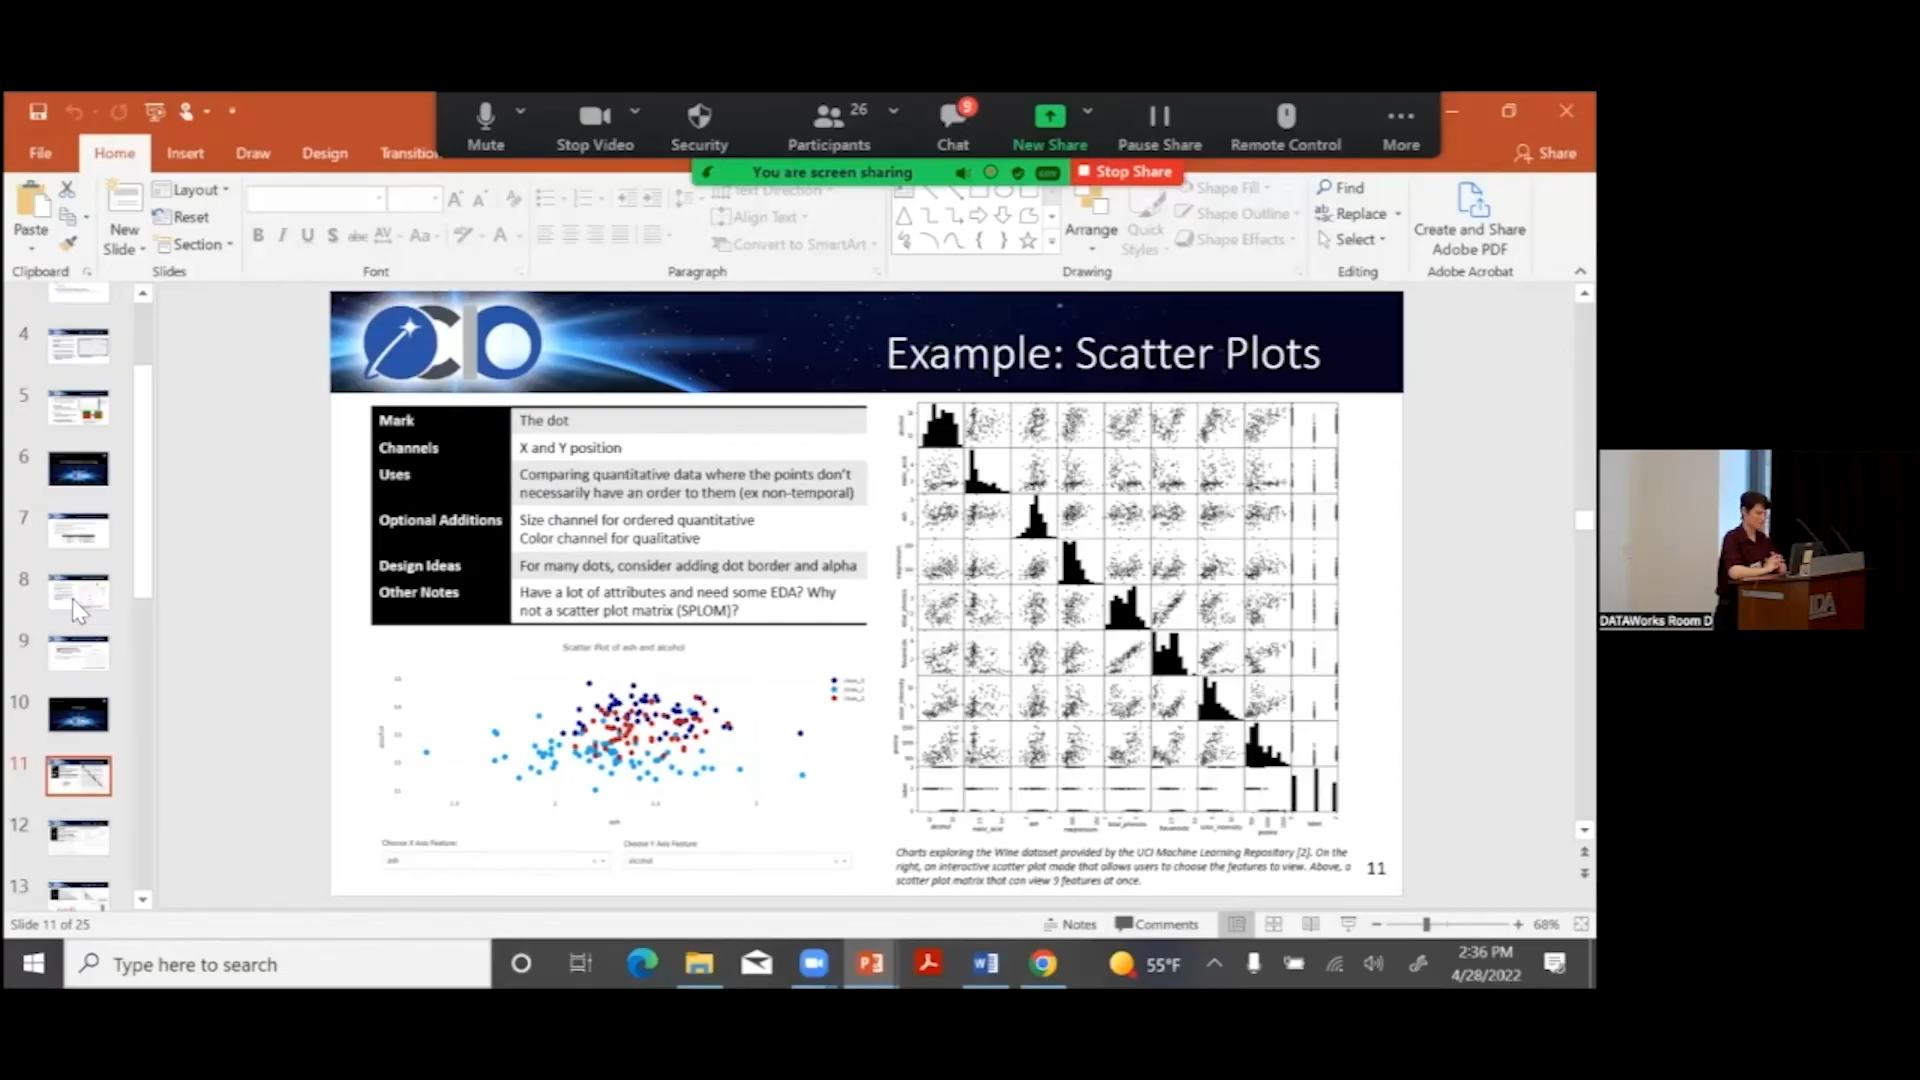 Mute
Stop Video
Security
26
Participants
9
Chat
New Share
Pause Share
Remote Control
More
You are screen sharing
Stop Share
File
Home
Insert
Draw
Design
Share
Paste
New
Slide
Layout
Reset
Section
Text Direction
Align Text
Convert to SmartArt
Arrange
Quick
Styles
Shape Fill
Shape Outline
Shape Effects
Find
Replace
Select
Create and Share
Adobe PDF
Clipboard
Slides
Font
Paragraph
Drawing
Editing
Adobe Acrobat
4
5
6
7
8
9
10
11
12
13
Example: Scatter Plots
Mark The dot
Channels X and Y position
Uses Comparing quantitative data where the points don't
necessarily have an order to them (ex non-temporal)
Optional Additions Size channel for ordered quantitative
Color channel for qualitative
Design Ideas For many dots, consider adding dot border and alpha
Other Notes Have a lot of attributes and need some EDA? Why
not a scatter plot matrix (SPLOM)?
Scatter Plot of ash and alcohol
alcohol
ash
Choose X Axis Feature:
ash
Choose Y Axis Feature
alcohol
Charts exploring the Wine dataset provided by the UCI Machine Learning Repository [2]. On the
right, an interactive scatter plot made that allows users to choose the features to view. Above, a
scatter plot matrix that can view 9 features at once.
11
DATAWorks Room D
IDA
Slide 11 of 25
Notes
Comments
68%
Type here to search
55°F
2:36 PM
4/28/2022